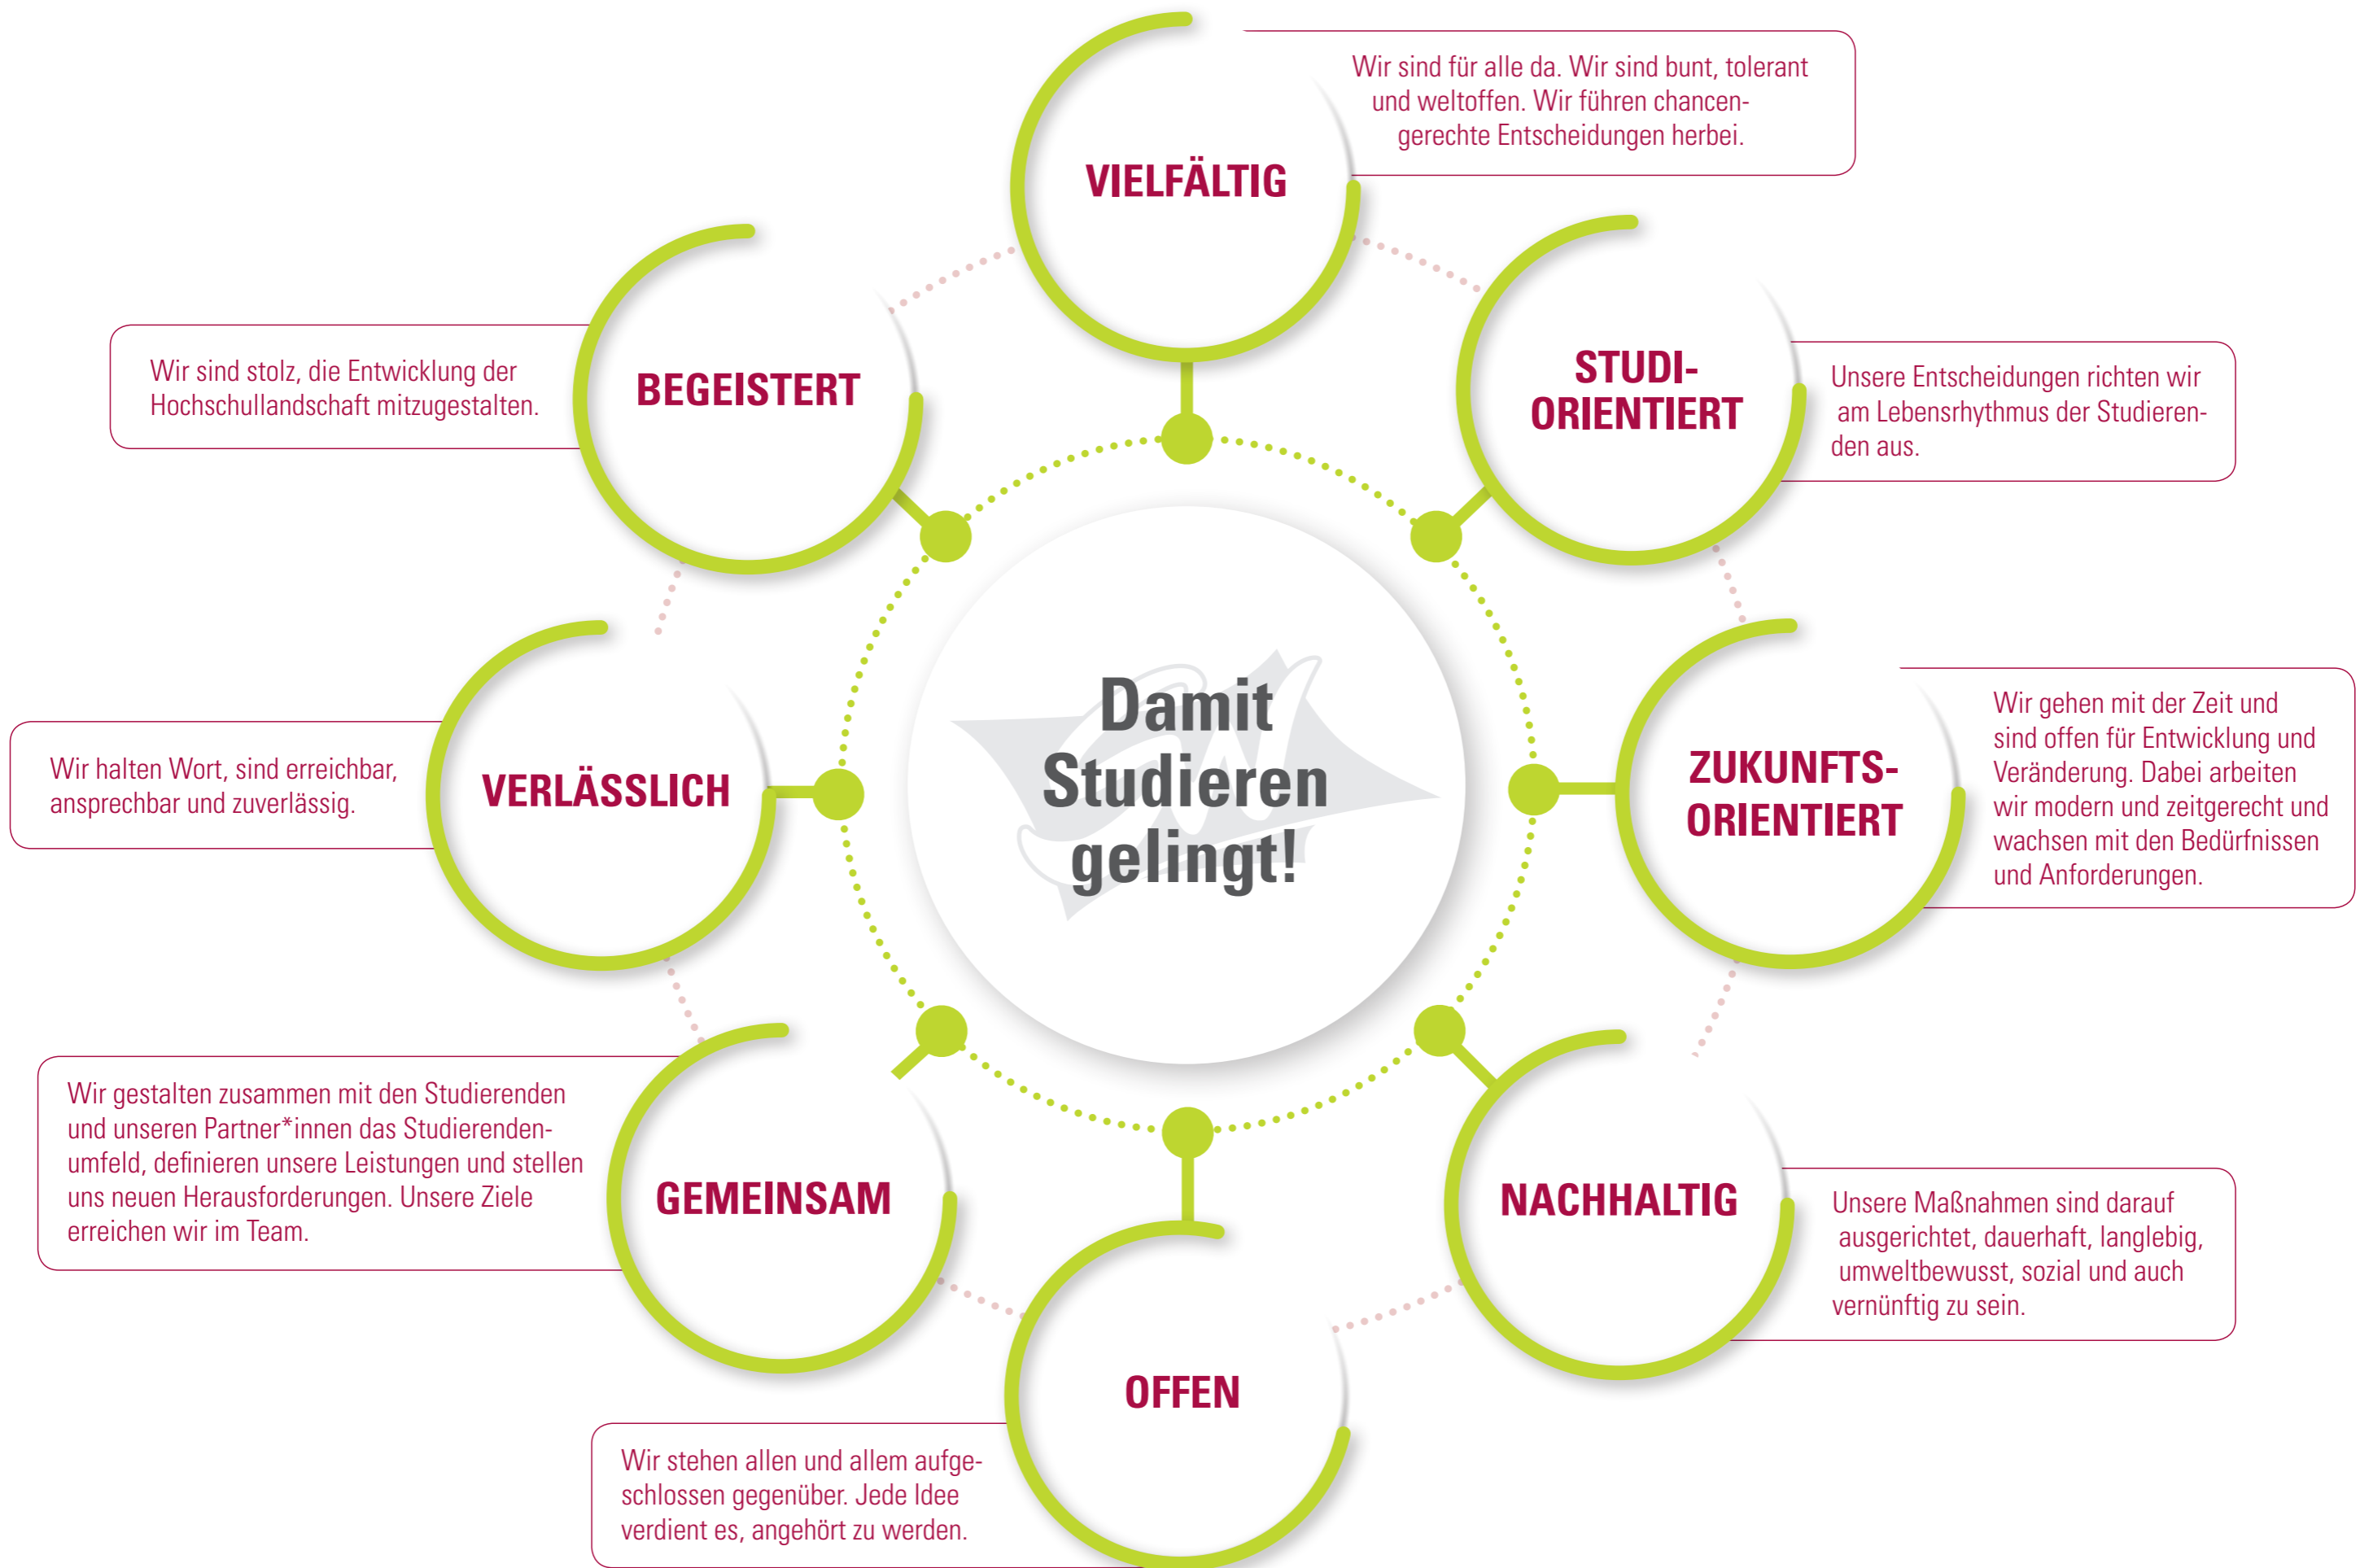 VIELFÄLTIG
Wir sind für alle da. Wir sind bunt, tolerant
und weltoffen. Wir führen chancen-
gerechte Entscheidungen herbei.
STUDI-
ORIENTIERT
Unsere Entscheidungen richten wir
am Lebensrhythmus der Studieren-
den aus.
ZUKUNFTS-
ORIENTIERT
Wir gehen mit der Zeit und
sind offen für Entwicklung und
Veränderung. Dabei arbeiten
wir modern und zeitgerecht und
wachsen mit den Bedürfnissen
und Anforderungen.
NACHHALTIG
Unsere Maßnahmen sind darauf
ausgerichtet, dauerhaft, langlebig,
umweltbewusst, sozial und auch
vernünftig zu sein.
OFFEN
Wir stehen allen und allem aufge-
schlossen gegenüber. Jede Idee
verdient es, angehört zu werden.
GEMEINSAM
Wir gestalten zusammen mit den Studierenden
und unseren Partner*innen das Studierenden-
umfeld, definieren unsere Leistungen und stellen
uns neuen Herausforderungen. Unsere Ziele
erreichen wir im Team.
VERLÄSSLICH
Wir halten Wort, sind erreichbar,
ansprechbar und zuverlässig.
BEGEISTERT
Wir sind stolz, die Entwicklung der
Hochschullandschaft mitzugestalten.
Damit
Studieren
gelingt!